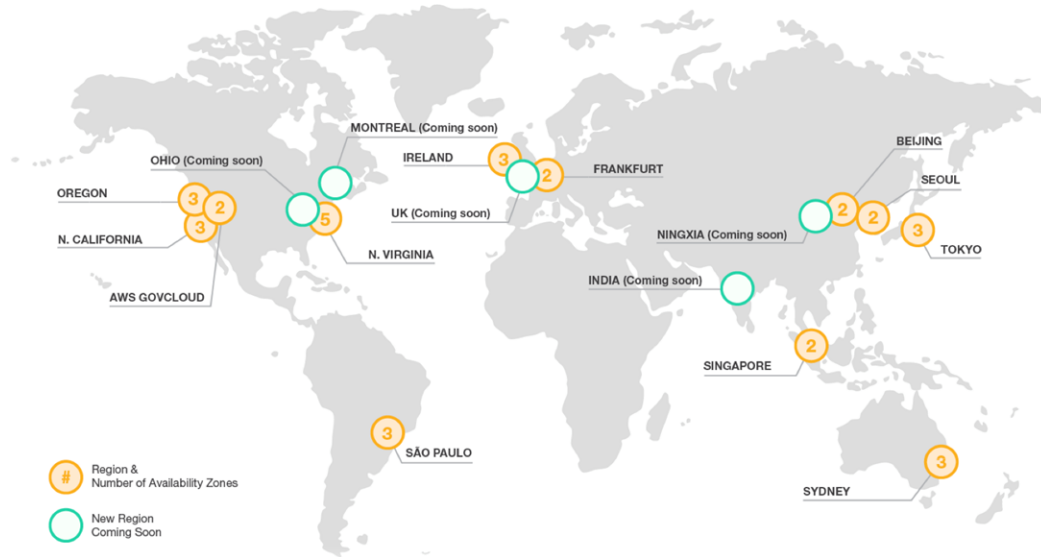 MONTREAL (Coming soon)
BEIJING
OHIO (Coming soon)
IRELAND
3
2
FRANKFURT
SEOUL
OREGON
3
2
UK (Coming soon)
2
2
N. CALIFORNIA
3
5
N. VIRGINIA
NINGXIA (Coming soon)
3
TOKYO
AWS GOVCLOUD
INDIA (Coming soon)
2
SINGAPORE
3
SÃO PAULO
3
SYDNEY
# Region &
Number of Availability Zones
New Region
Coming Soon